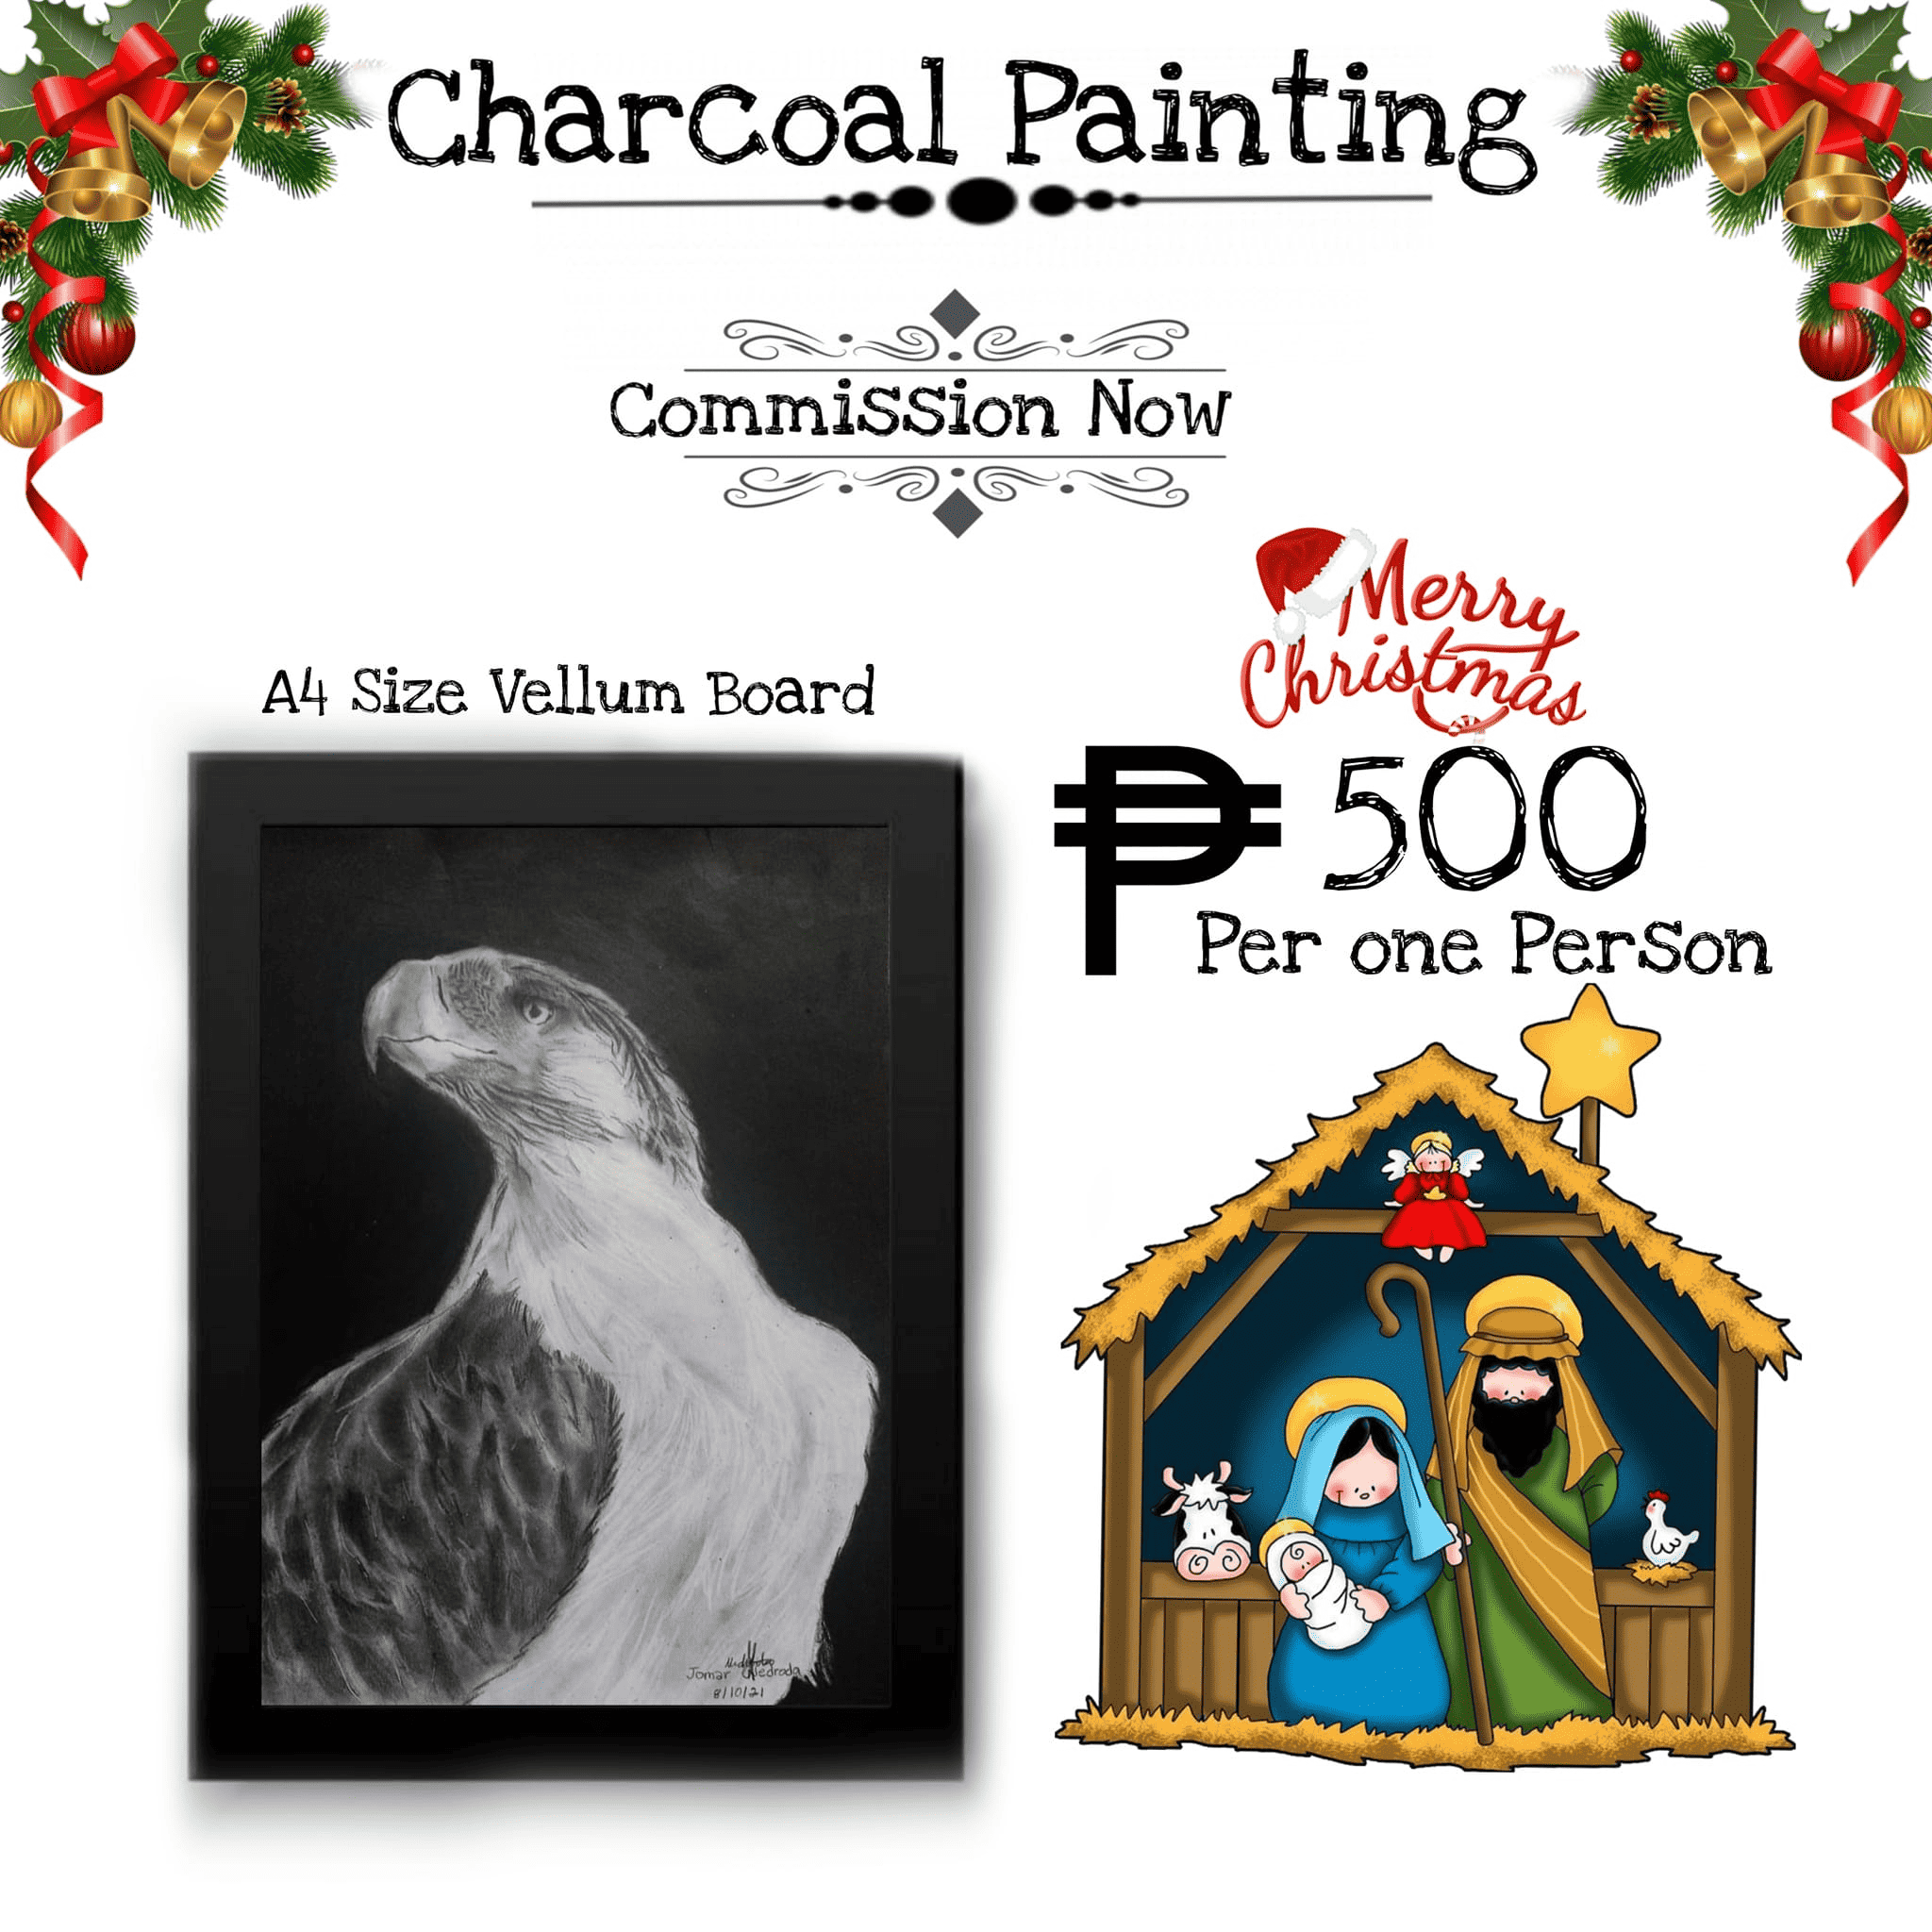 Charcoal Painting
Commission Now
Merry
Christmas
A4 Size Vellum Board
₱ 500
Per one Person
Jomar
8/10/21